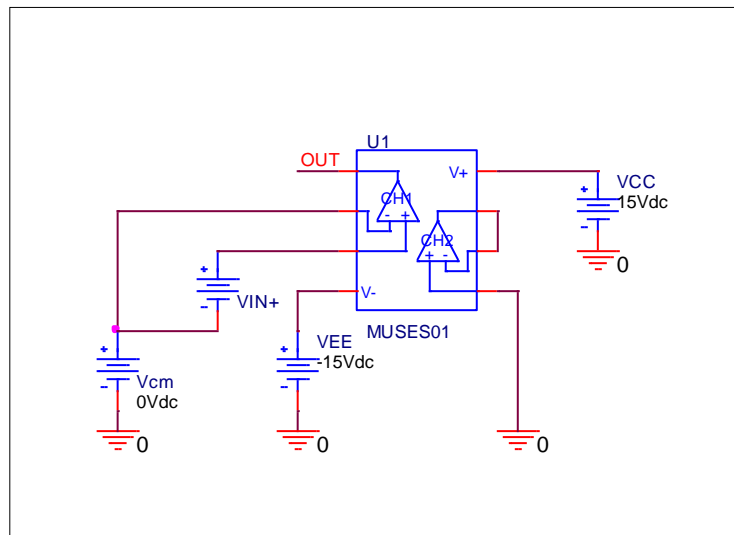 U1
OUT
V+
CH1
- +
VCC
15Vdc
+
-
0
CH2
+ -
+
-
VIN+
V-
MUSES01
VEE
-15Vdc
+
-
0
+
-
Vcm
0Vdc
0
0